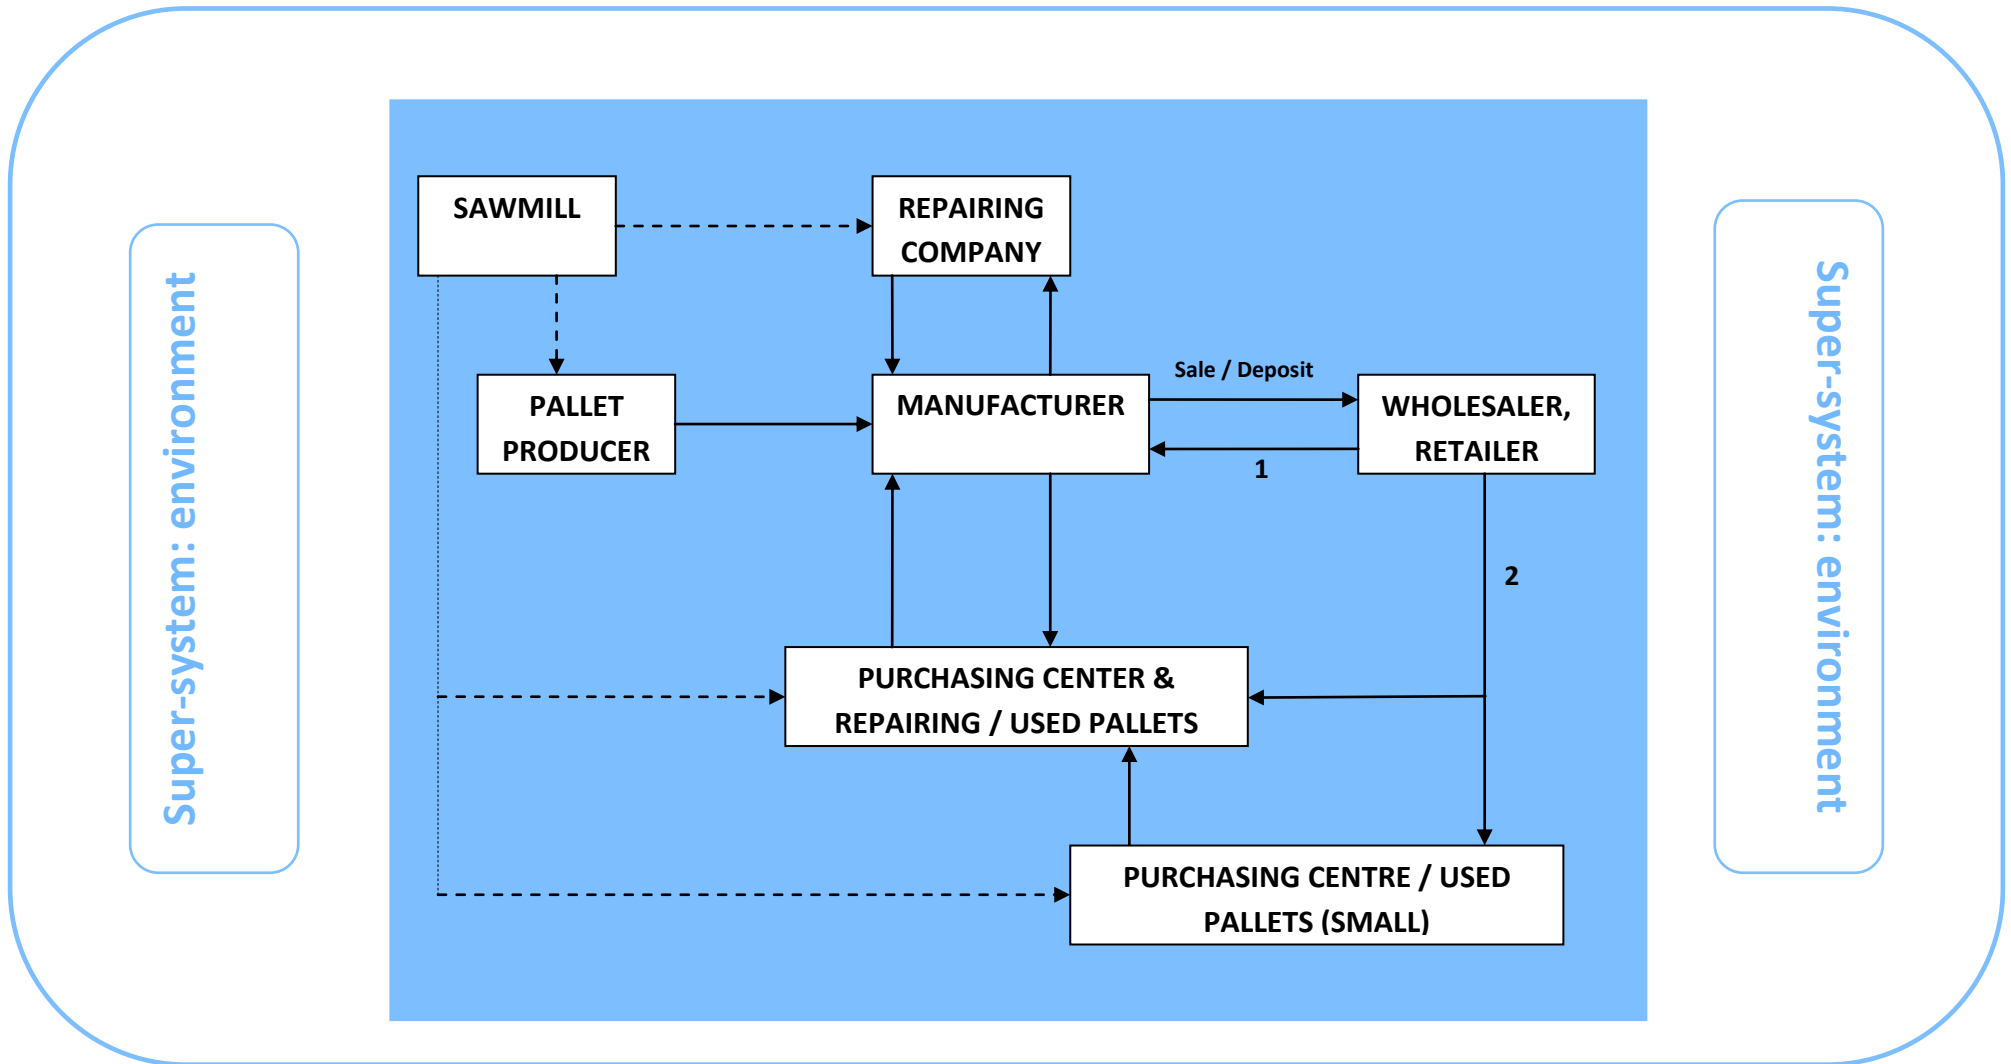 Super-system: environment
SAWMILL
REPAIRING
COMPANY
PALLET
PRODUCER
MANUFACTURER
Sale / Deposit
1
WHOLESALER,
RETAILER
2
PURCHASING CENTER &
REPAIRING / USED PALLETS
PURCHASING CENTRE / USED
PALLETS (SMALL)
Super-system: environment